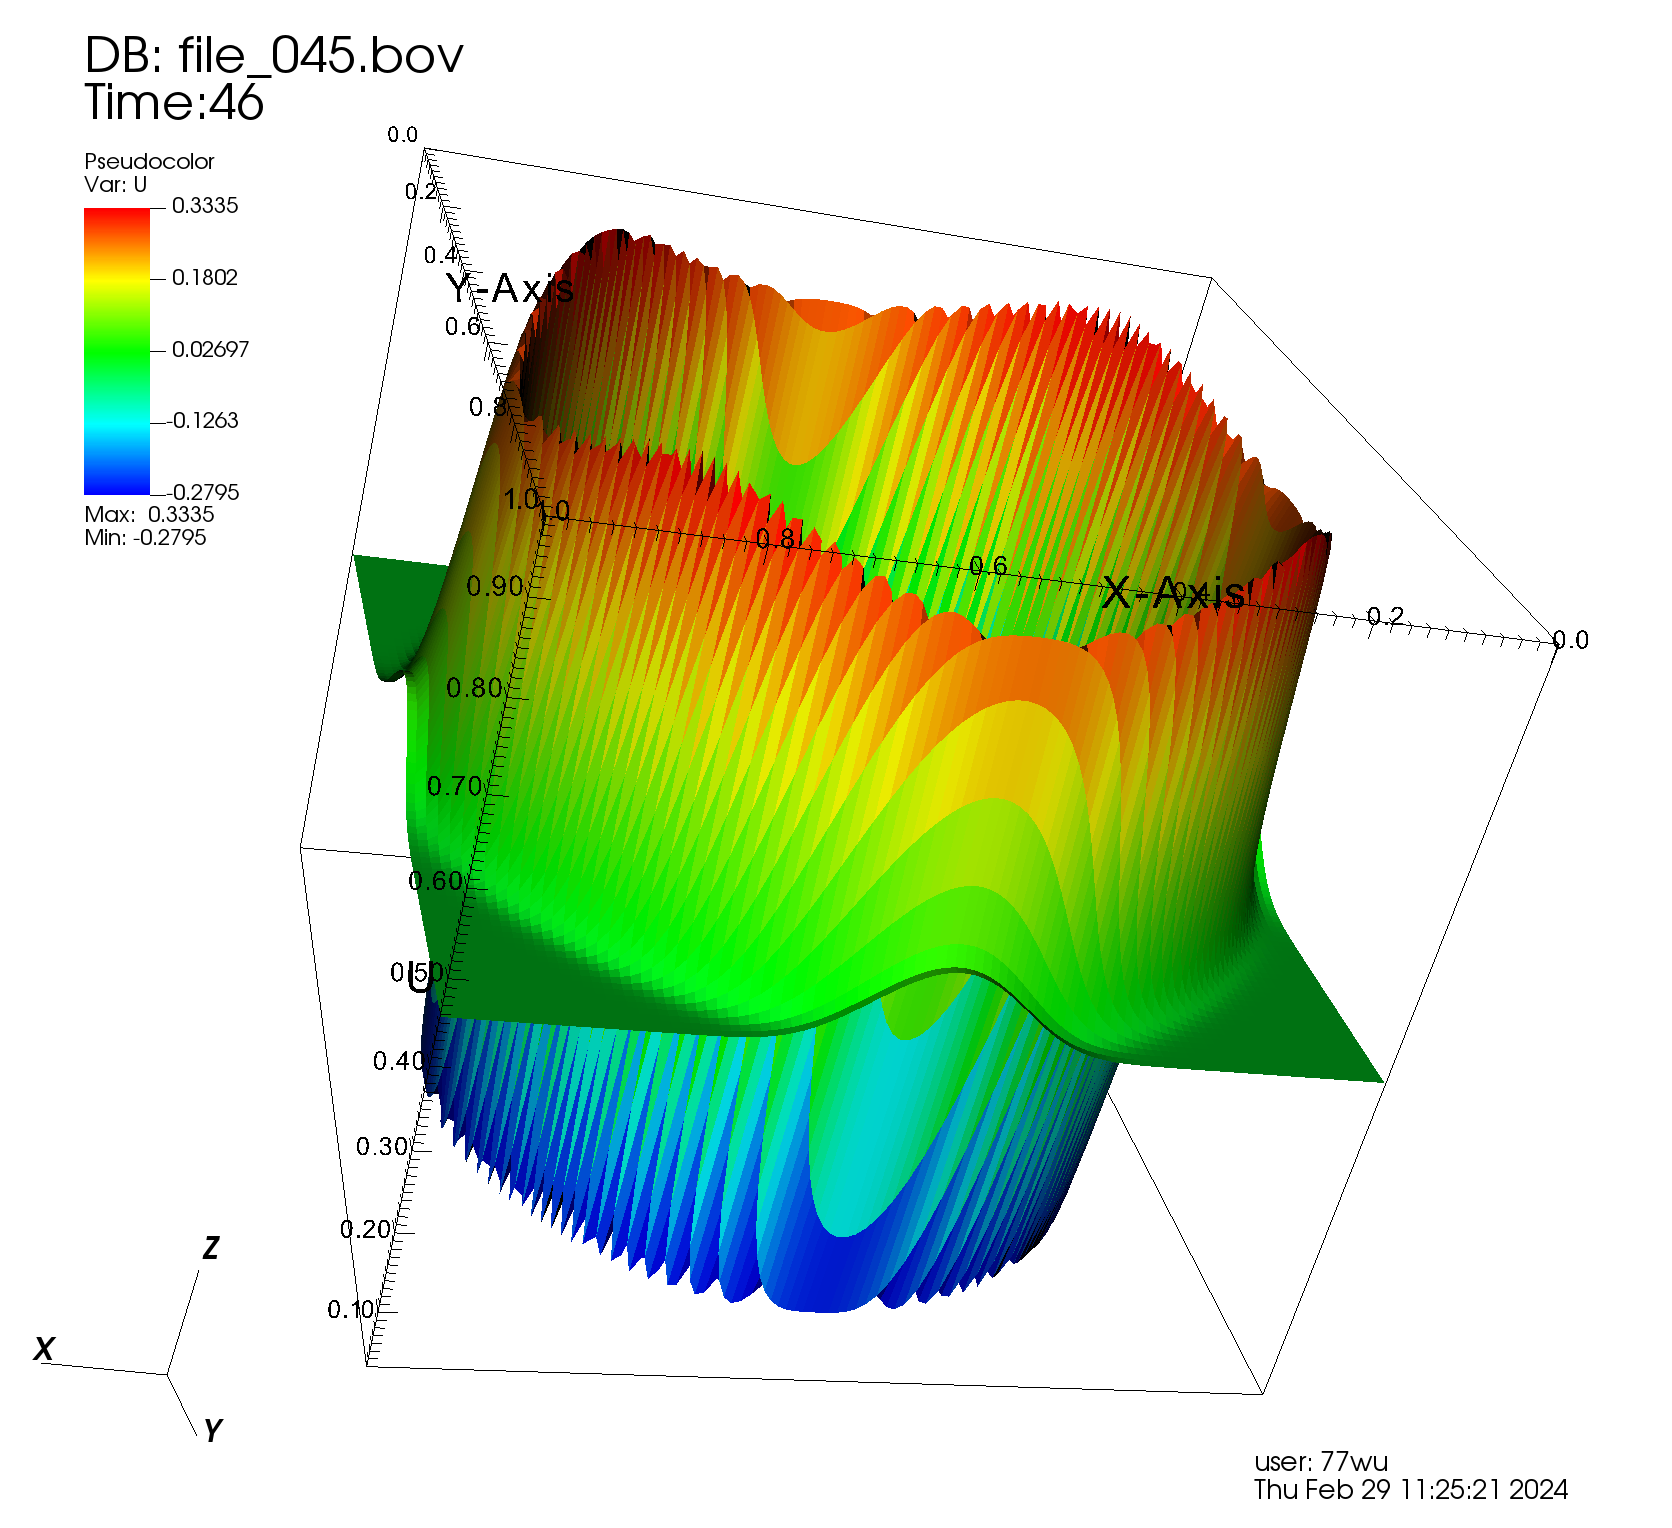 DB: file_045.bov
Time:46
Pseudocolor
Var: U
0.3335
0.1802
0.02697
-0.1263
-0.2795
Max: 0.3335
Min: -0.2795
0.0
0.2
0.4
Y-Axis
0.6
0.8
1.0
1.0
0.8
0.6
X-Axis
0.4
0.2
0.0
0.90
0.80
0.70
0.60
0.50
U
0.40
0.30
0.20
0.10
Z
X
Y
user: 77wu
Thu Feb 29 11:25:21 2024